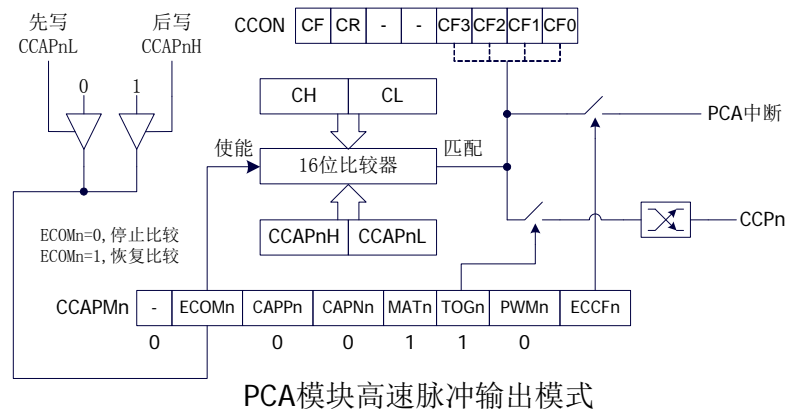 先写
CCAPnL
后写
CCAPnH
CCON CF CR - - CF3 CF2 CF1 CF0
0 1
CH CL
PCA中断
使能
16位比较器
匹配
CCAPnH CCAPnL
CCPn
ECOMn=0,停止比较
ECOMn=1,恢复比较
CCAPMn - ECOMn CAPPn CAPNn MATn TOGn PWMn ECCFn
0 0 0 1 1 0
PCA模块高速脉冲输出模式